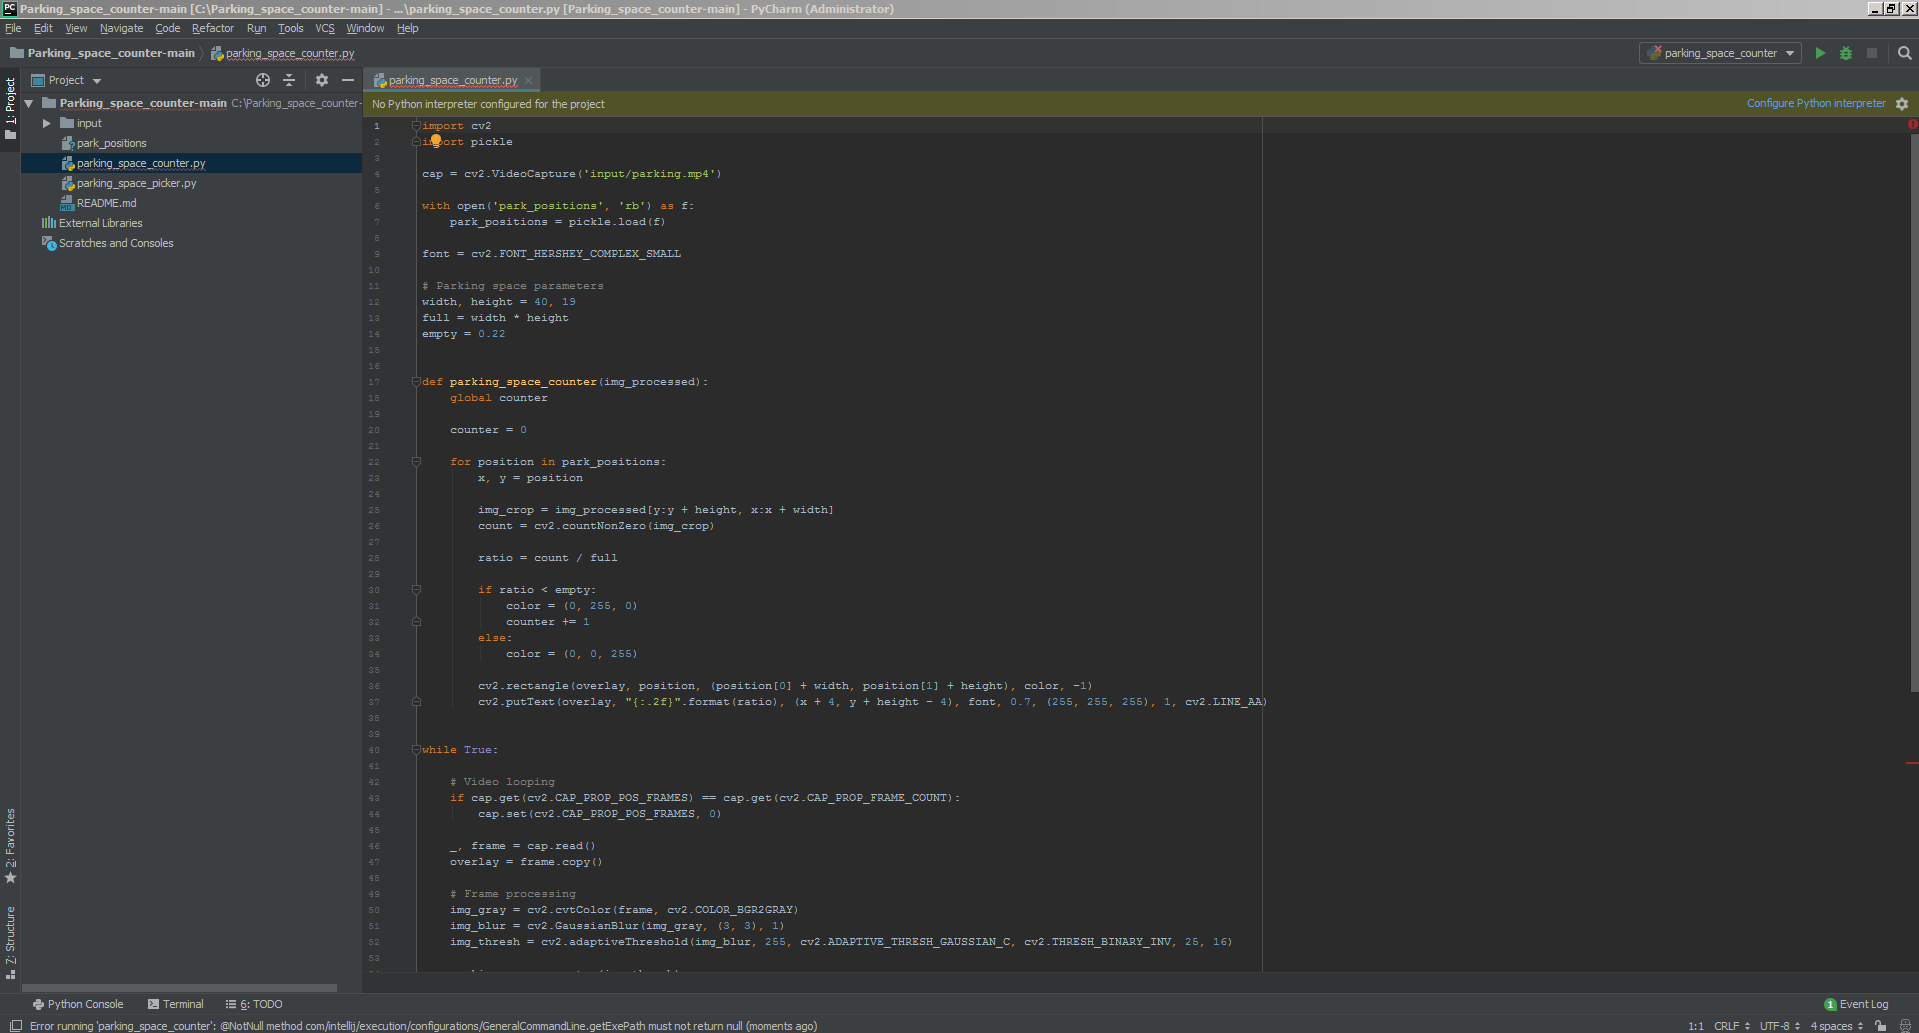 Parking_space_counter-main [C:\Parking_space_counter-main] - ...\parking_space_counter.py [Parking_space_counter-main] - PyCharm (Administrator)
File Edit View Navigate Code Refactor Run Tools VCS Window Help
Parking_space_counter-main parking_space_counter.py
parking_space_counter
1: Project
Project
parking_space_counter.py
Parking_space_counter-main C:\Parking_space_counter-
input
park_positions
parking_space_counter.py
parking_space_picker.py
README.md
External Libraries
Scratches and Consoles
No Python interpreter configured for the project
Configure Python interpreter
1 import cv2
2 import pickle
3
4 cap = cv2.VideoCapture('input/parking.mp4')
5
6 with open('park_positions', 'rb') as f:
7 park_positions = pickle.load(f)
8
9 font = cv2.FONT_HERSHEY_COMPLEX_SMALL
10
11 # Parking space parameters
12 width, height = 40, 19
13 full = width * height
14 empty = 0.22
15
16
17 def parking_space_counter(img_processed):
18 global counter
19
20 counter = 0
21
22 for position in park_positions:
23 x, y = position
24
25 img_crop = img_processed[y:y + height, x:x + width]
26 count = cv2.countNonZero(img_crop)
27
28 ratio = count / full
29
30 if ratio < empty:
31 color = (0, 255, 0)
32 counter += 1
33 else:
34 color = (0, 0, 255)
35
36 cv2.rectangle(overlay, position, (position[0] + width, position[1] + height), color, -1)
37 cv2.putText(overlay, "{:.2f}".format(ratio), (x + 4, y + height - 4), font, 0.7, (255, 255, 255), 1, cv2.LINE_AA)
38
39
40 while True:
41
42 # Video looping
43 if cap.get(cv2.CAP_PROP_POS_FRAMES) == cap.get(cv2.CAP_PROP_FRAME_COUNT):
44 cap.set(cv2.CAP_PROP_POS_FRAMES, 0)
45
46 _, frame = cap.read()
47 overlay = frame.copy()
48
49 # Frame processing
50 img_gray = cv2.cvtColor(frame, cv2.COLOR_BGR2GRAY)
51 img_blur = cv2.GaussianBlur(img_gray, (3, 3), 1)
52 img_thresh = cv2.adaptiveThreshold(img_blur, 255, cv2.ADAPTIVE_THRESH_GAUSSIAN_C, cv2.THRESH_BINARY_INV, 25, 16)
53
2: Favorites
7: Structure
Python Console Terminal 6: TODO
1 Event Log
Error running 'parking_space_counter': @NotNull method com/intellij/execution/configurations/GeneralCommandLine.getExePath must not return null (moments ago)
1:1 CRLF UTF-8 4 spaces